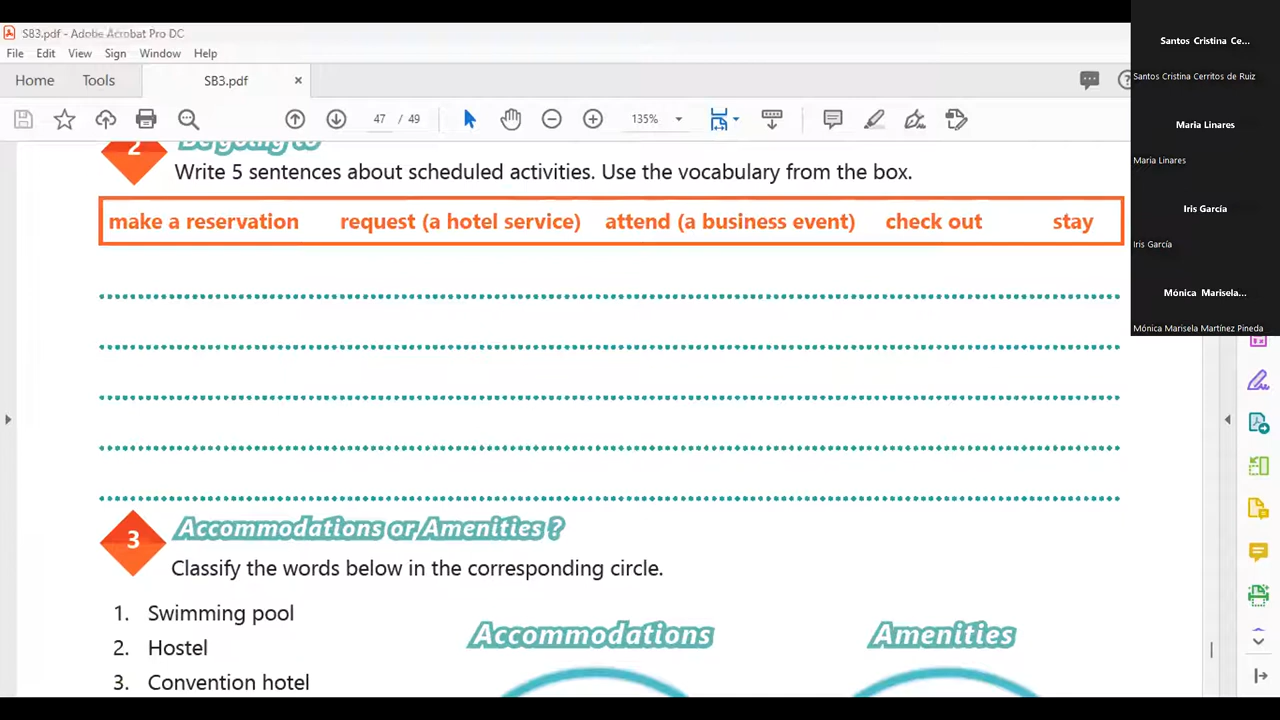 SB3.pdf - Adobe Acrobat Pro DC
File Edit View Sign Window Help
Home Tools SB3.pdf ×
47 / 49 135%
2 Be going to
Write 5 sentences about scheduled activities. Use the vocabulary from the box.
make a reservation request (a hotel service) attend (a business event) check out stay
3 Accommodations or Amenities ?
Classify the words below in the corresponding circle.
1. Swimming pool
2. Hostel
3. Convention hotel
Accommodations Amenities
Santos Cristina Ce...
Santos Cristina Cerritos de Ruiz
Maria Linares
Maria Linares
Iris García
Iris García
Mónica Marisela...
Mónica Marisela Martínez Pineda